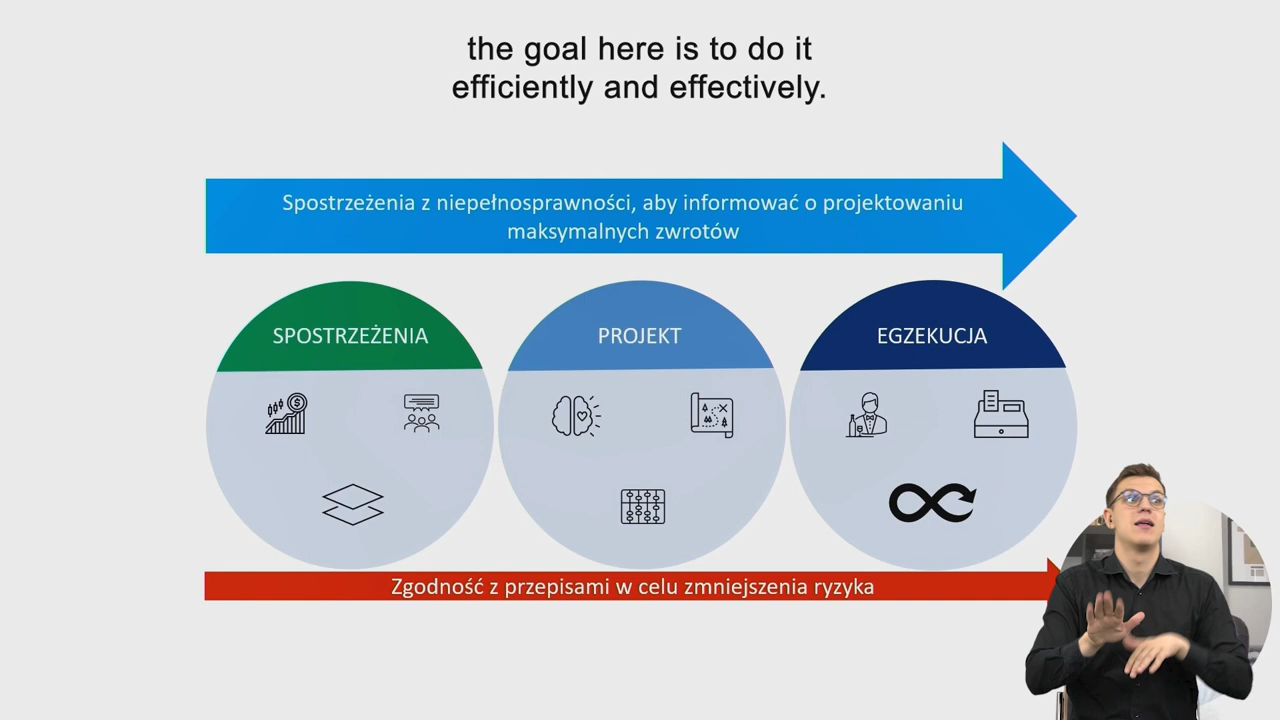 the goal here is to do it
efficiently and effectively.
Spostrzeżenia z niepełnosprawności, aby informować o projektowaniu
maksymalnych zwrotów
SPOSTRZEŻENIA
PROJEKT
EGZEKUCJA
Zgodność z przepisami w celu zmniejszenia ryzyka